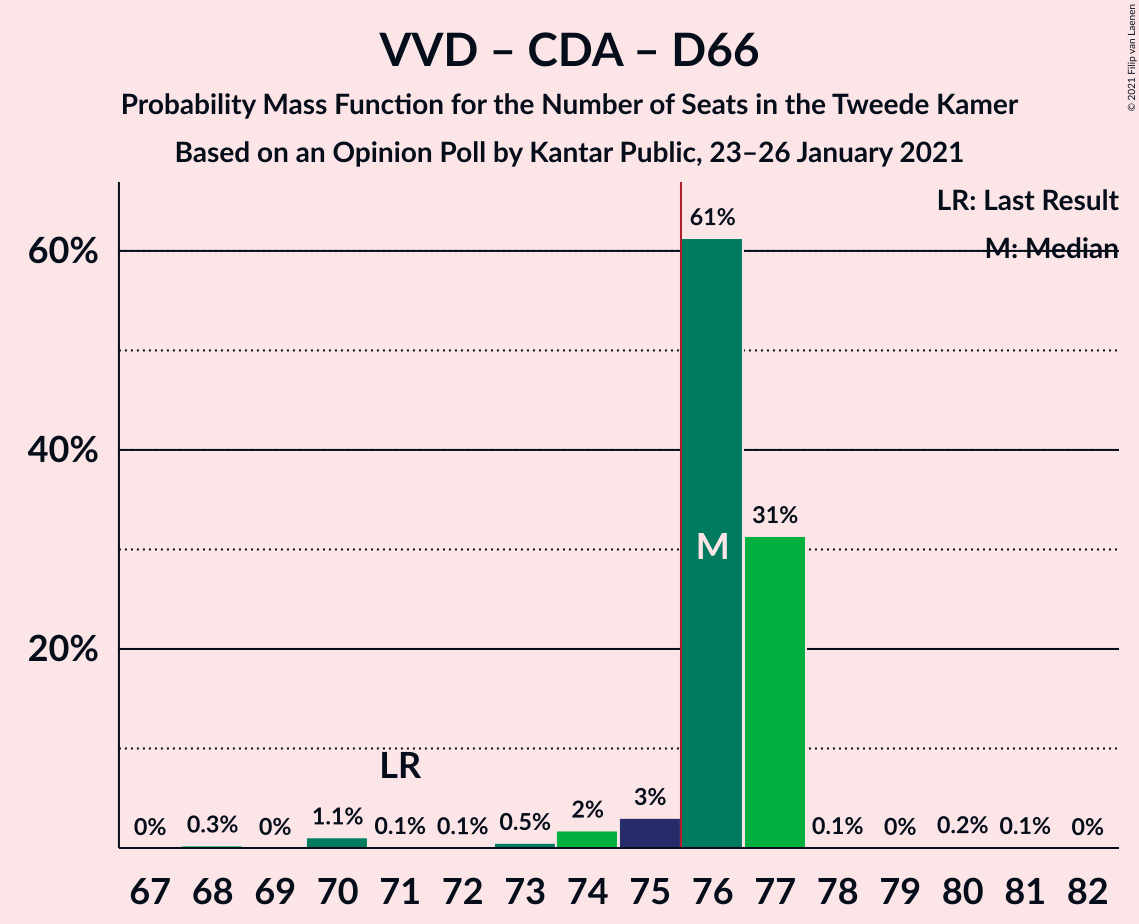 VVD – CDA – D66
Probability Mass Function for the Number of Seats in the Tweede Kamer
Based on an Opinion Poll by Kantar Public, 23–26 January 2021
© 2021 Filip van Laenen
LR: Last Result
M: Median
60%
40%
20%
0%
0.3%
0%
1.1%
0.1%
0.1%
0.5%
2%
3%
61%
31%
0.1%
0%
0.2%
0.1%
0%
LR
M
67 68 69 70 71 72 73 74 75 76 77 78 79 80 81 82